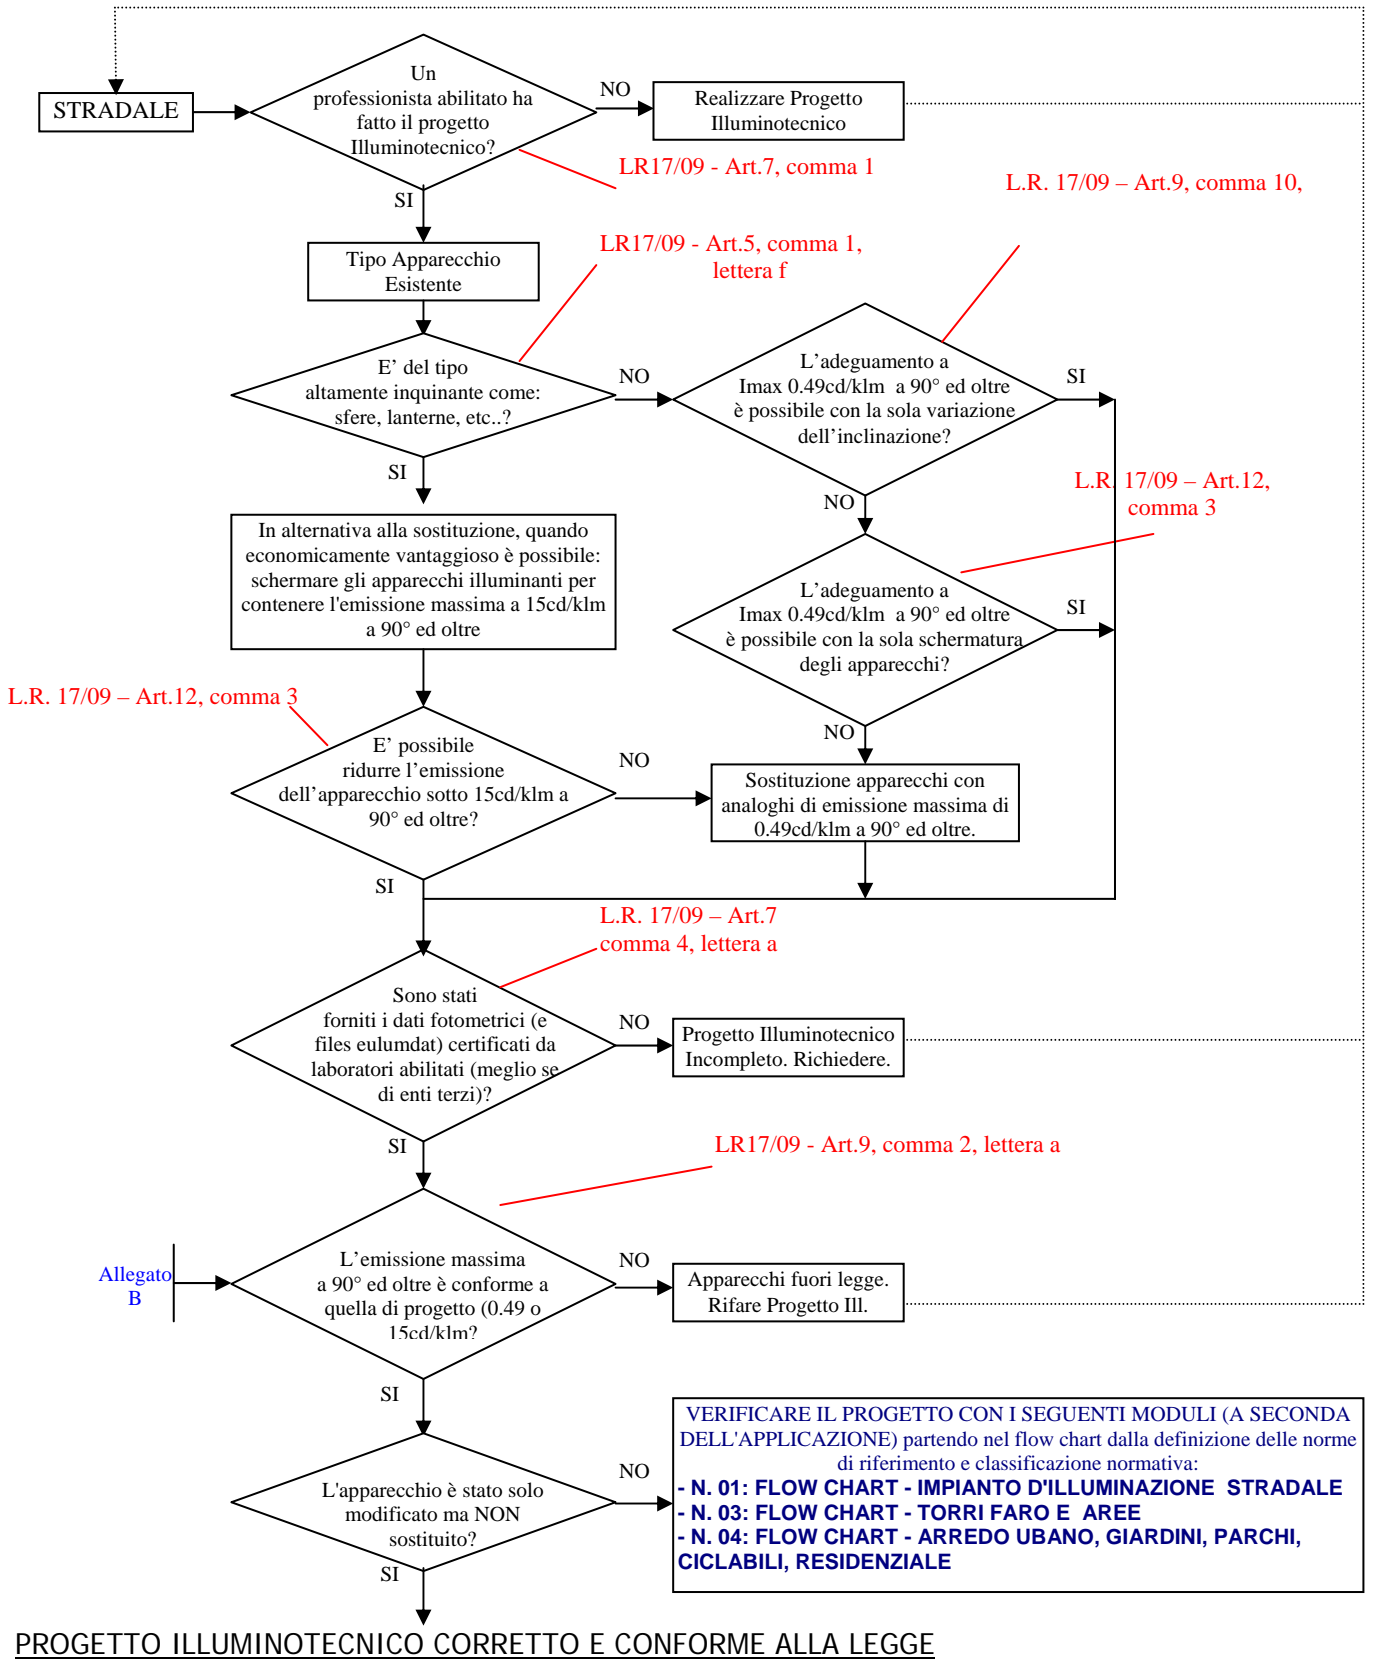 STRADALE
Un
professionista abilitato ha
fatto il progetto
Illuminotecnico?
NO
Realizzare Progetto
Illuminotecnico
LR17/09 - Art.7, comma 1
SI
L.R. 17/09 – Art.9, comma 10,
Tipo Apparecchio
Esistente
LR17/09 - Art.5, comma 1,
lettera f
E' del tipo
altamente inquinante come:
sfere, lanterne, etc..?
NO
L'adeguamento a
Imax 0.49cd/klm a 90° ed oltre
è possibile con la sola variazione
dell'inclinazione?
SI
SI
NO
L.R. 17/09 – Art.12,
comma 3
In alternativa alla sostituzione, quando
economicamente vantaggioso è possibile:
schermare gli apparecchi illuminanti per
contenere l'emissione massima a 15cd/klm
a 90° ed oltre
L'adeguamento a
Imax 0.49cd/klm a 90° ed oltre
è possibile con la sola schermatura
degli apparecchi?
SI
L.R. 17/09 – Art.12, comma 3
NO
E' possibile
ridurre l'emissione
dell'apparecchio sotto 15cd/klm a
90° ed oltre?
NO
Sostituzione apparecchi con
analoghi di emissione massima di
0.49cd/klm a 90° ed oltre.
SI
L.R. 17/09 – Art.7
comma 4, lettera a
Sono stati
forniti i dati fotometrici (e
files eulumdat) certificati da
laboratori abilitati (meglio se
di enti terzi)?
NO
Progetto Illuminotecnico
Incompleto. Richiedere.
SI
LR17/09 - Art.9, comma 2, lettera a
Allegato
B
L'emissione massima
a 90° ed oltre è conforme a
quella di progetto (0.49 o
15cd/klm?
NO
Apparecchi fuori legge.
Rifare Progetto Ill.
SI
L'apparecchio è stato solo
modificato ma NON
sostituito?
NO
VERIFICARE IL PROGETTO CON I SEGUENTI MODULI (A SECONDA
DELL'APPLICAZIONE) partendo nel flow chart dalla definizione delle norme
di riferimento e classificazione normativa:
- N. 01: FLOW CHART - IMPIANTO D'ILLUMINAZIONE STRADALE
- N. 03: FLOW CHART - TORRI FARO E AREE
- N. 04: FLOW CHART - ARREDO UBANO, GIARDINI, PARCHI,
CICLABILI, RESIDENZIALE
SI
PROGETTO ILLUMINOTECNICO CORRETTO E CONFORME ALLA LEGGE